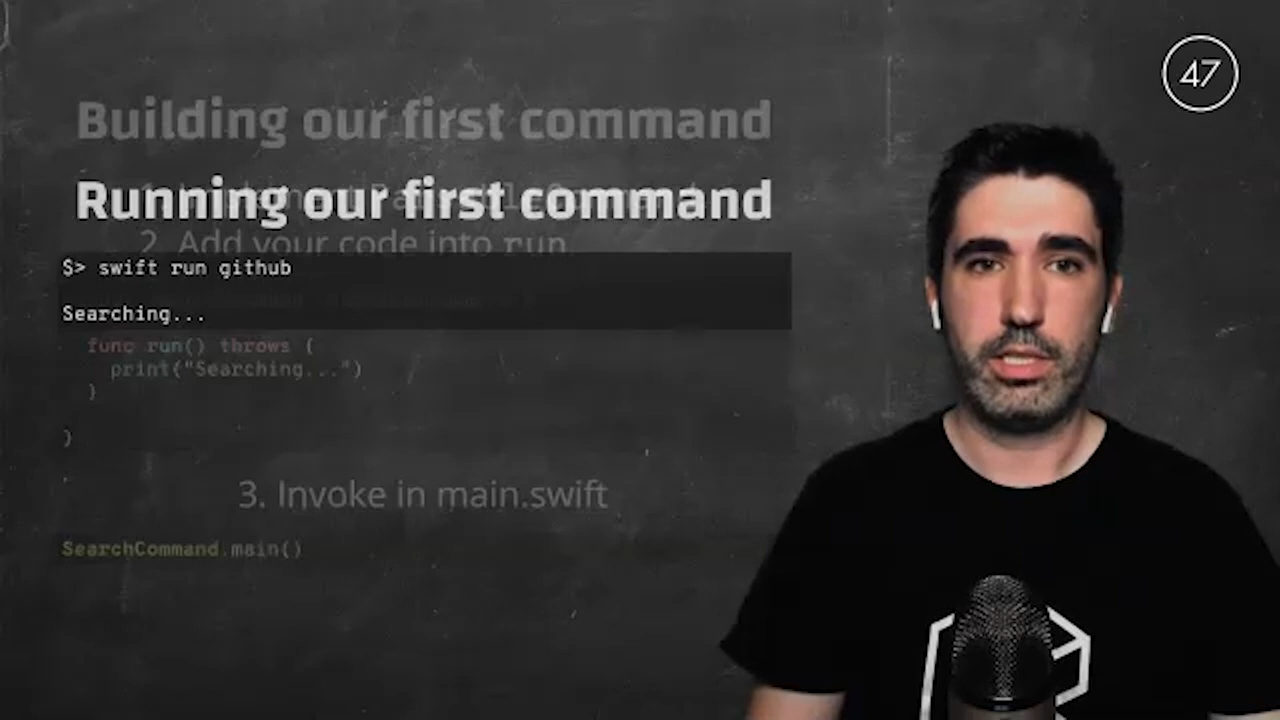 47
Building our first command
Running our first command
2. Add your code into run
$> swift run github
Searching...
func run() throws {
print("Searching...")
}
}
3. Invoke in main.swift
SearchCommand.main()